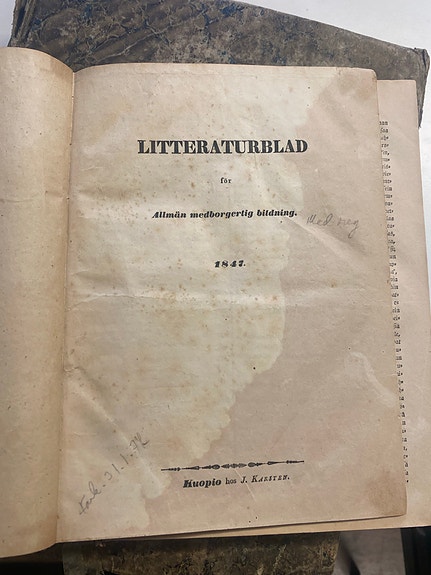 LITTERATURBLAD
för
Allmän medborgerlig bildning.
1847.
Kuopio hos J. KARSTEN.